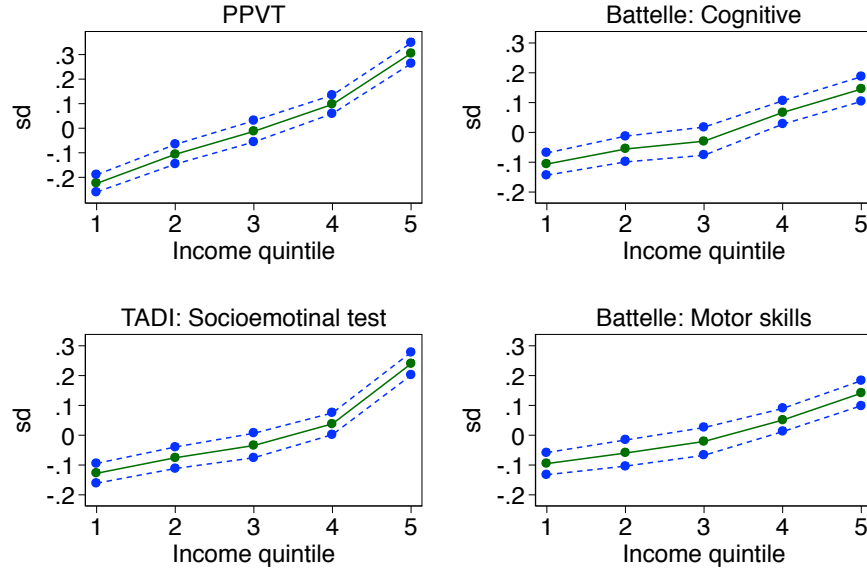 PPVT
sd
.3
.2
.1
0
-.1
-.2
1 2 3 4 5
Income quintile
Battelle: Cognitive
sd
.3
.2
.1
0
-.1
-.2
1 2 3 4 5
Income quintile
TADI: Socioemotinal test
sd
.3
.2
.1
0
-.1
-.2
1 2 3 4 5
Income quintile
Battelle: Motor skills
sd
.3
.2
.1
0
-.1
-.2
1 2 3 4 5
Income quintile